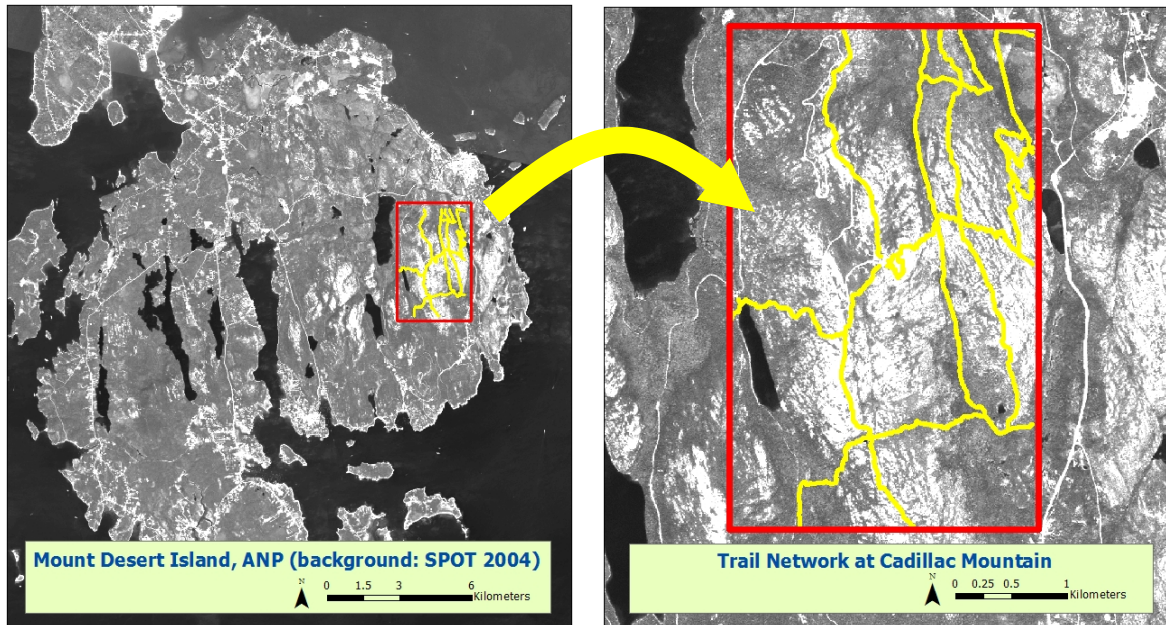 Mount Desert Island, ANP (background: SPOT 2004)
N
0 1.5 3 6
Kilometers
Trail Network at Cadillac Mountain
N
0 0.25 0.5 1
Kilometers